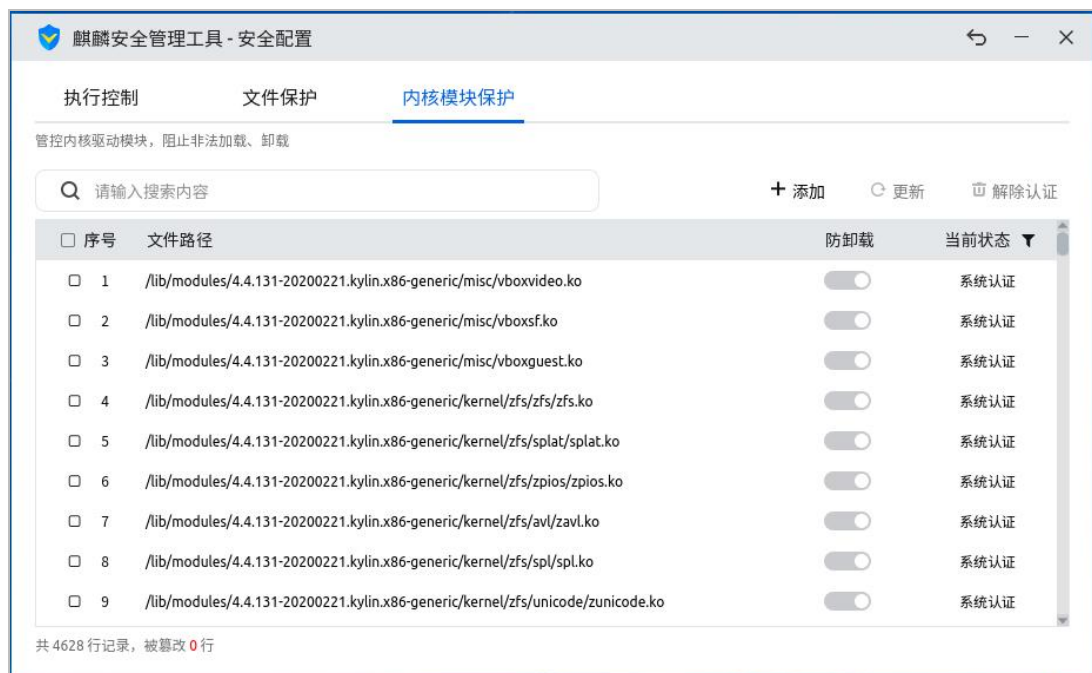 麒麟安全管理工具 - 安全配置
执行控制 文件保护 内核模块保护
管控内核驱动模块，阻止非法加载、卸载
请输入搜索内容 添加 更新 解除认证
序号 文件路径 防卸载 当前状态
1 /lib/modules/4.4.131-20200221.kylin.x86-generic/misc/vboxvideo.ko 系统认证
2 /lib/modules/4.4.131-20200221.kylin.x86-generic/misc/vboxsf.ko 系统认证
3 /lib/modules/4.4.131-20200221.kylin.x86-generic/misc/vboxguest.ko 系统认证
4 /lib/modules/4.4.131-20200221.kylin.x86-generic/kernel/zfs/zfs/zfs.ko 系统认证
5 /lib/modules/4.4.131-20200221.kylin.x86-generic/kernel/zfs/splat/splat.ko 系统认证
6 /lib/modules/4.4.131-20200221.kylin.x86-generic/kernel/zfs/zpios/zpios.ko 系统认证
7 /lib/modules/4.4.131-20200221.kylin.x86-generic/kernel/zfs/avl/zavl.ko 系统认证
8 /lib/modules/4.4.131-20200221.kylin.x86-generic/kernel/zfs/spl/spl.ko 系统认证
9 /lib/modules/4.4.131-20200221.kylin.x86-generic/kernel/zfs/unicode/zunicode.ko 系统认证
共 4628 行记录，被篡改 0 行